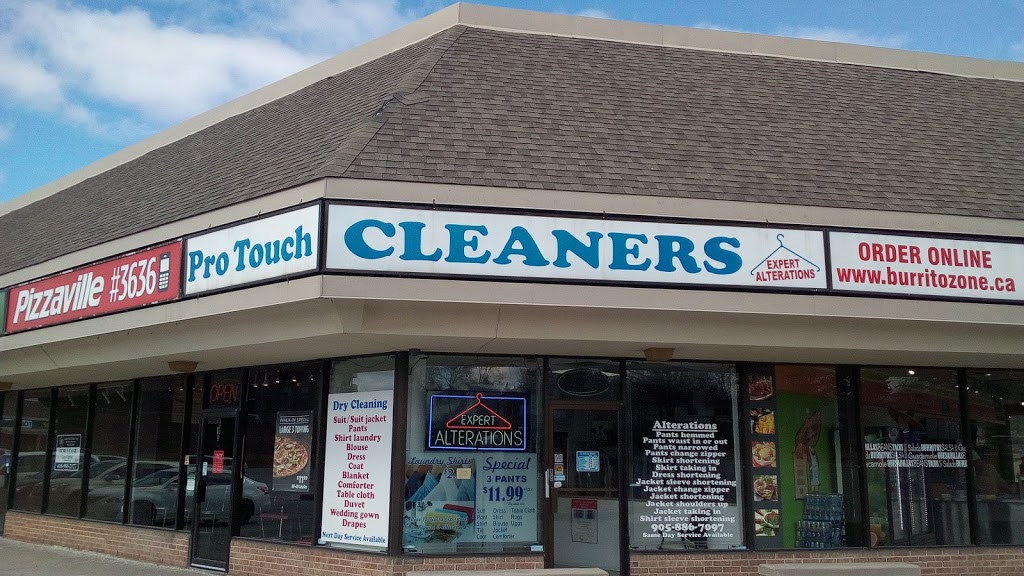 Pizzaville #3636
Pro Touch
CLEANERS
EXPERT
ALTERATIONS
ORDER ONLINE
www.burritozone.ca
OPEN
Dry Cleaning
Suit/Suit jacket
Pants
Shirt laundry
Blouse
Dress
Coat
Blanket
Comforter
Table cloth
Duvet
Wedding gown
Drapes
Next Day Service Available
EXPERT
ALTERATIONS
Laundry Shirts
Special
3 PANTS
$11.99
Alterations
Pants hemmed
Pants waist in or out
Pants narrowed
Pants change zipper
Skirt shortening
Skirt taking in
Dress shortening
Jacket sleeve shortening
Jacket change zipper
Jacket shortening
Jacket shoulders up
Jacket taking in
Shirt sleeve shortening
905-886-7097
Same Day Service Available